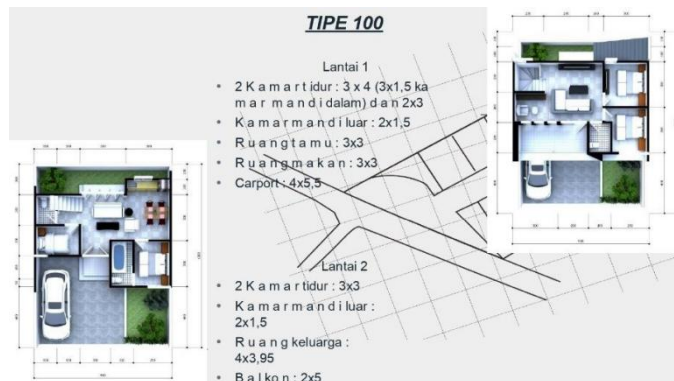 TIPE 100
Lantai 1
• 2 K a m a r t i d u r : 3 x 4 (3x1,5 ka
m a r m a n d i d a l a m) d a n 2x3
• K a m a r m a n d i l u a r : 2x1,5
• R u a n g t a m u : 3x3
• R u a n g m a k a n : 3x3
• Carport : 4x5,5
Lantai 2
• 2 K a m a r t i d u r : 3x3
• K a m a r m a n d i l u a r :
2x1,5
• R u a n g k e l u a r g a :
4x3,95
• B a l k o n : 2x5